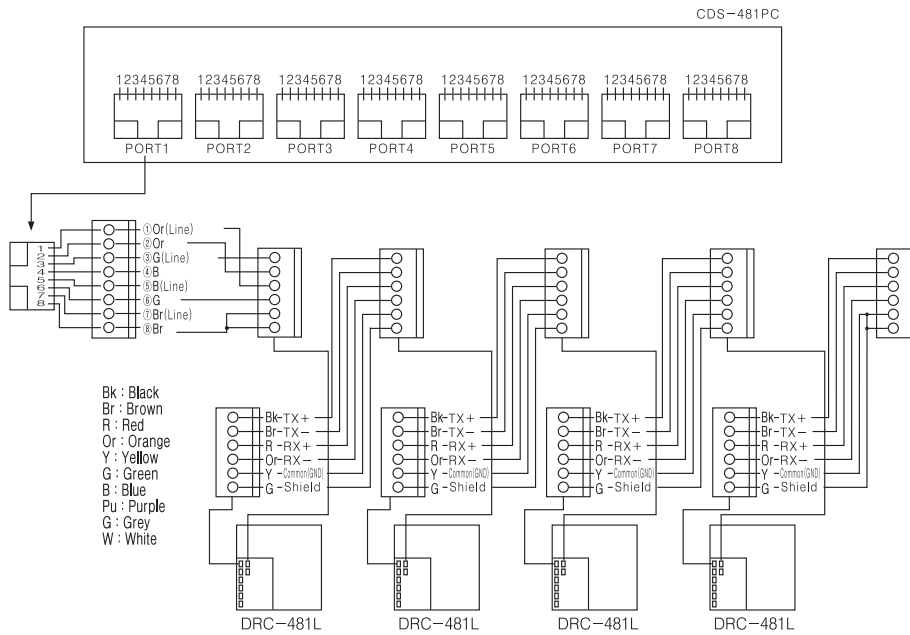 CDS-481PC
12345678 12345678 12345678 12345678 12345678 12345678 12345678 12345678
PORT1 PORT2 PORT3 PORT4 PORT5 PORT6 PORT7 PORT8
1
2
3
4
5
6
7
8
①Or(Line)
②Or
③G(Line)
④B
⑤B(Line)
⑥G
⑦Br(Line)
⑧Br
Bk : Black
Br : Brown
R : Red
Or : Orange
Y : Yellow
G : Green
B : Blue
Pu : Purple
G : Grey
W : White
Bk-TX+
Br-TX-
R -RX+
Or-RX-
Y -Common(GND)
G -Shield
Bk-TX+
Br-TX-
R -RX+
Or-RX-
Y -Common(GND)
G -Shield
Bk-TX+
Br-TX-
R -RX+
Or-RX-
Y -Common(GND)
G -Shield
Bk-TX+
Br-TX-
R -RX+
Or-RX-
Y -Common(GND)
G -Shield
DRC-481L DRC-481L DRC-481L DRC-481L